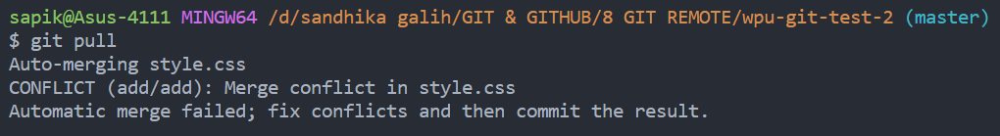 sapik@Asus-4111 MINGW64 /d/sandhika galih/GIT & GITHUB/8 GIT REMOTE/wpu-git-test-2 (master)
$ git pull
Auto-merging style.css
CONFLICT (add/add): Merge conflict in style.css
Automatic merge failed; fix conflicts and then commit the result.